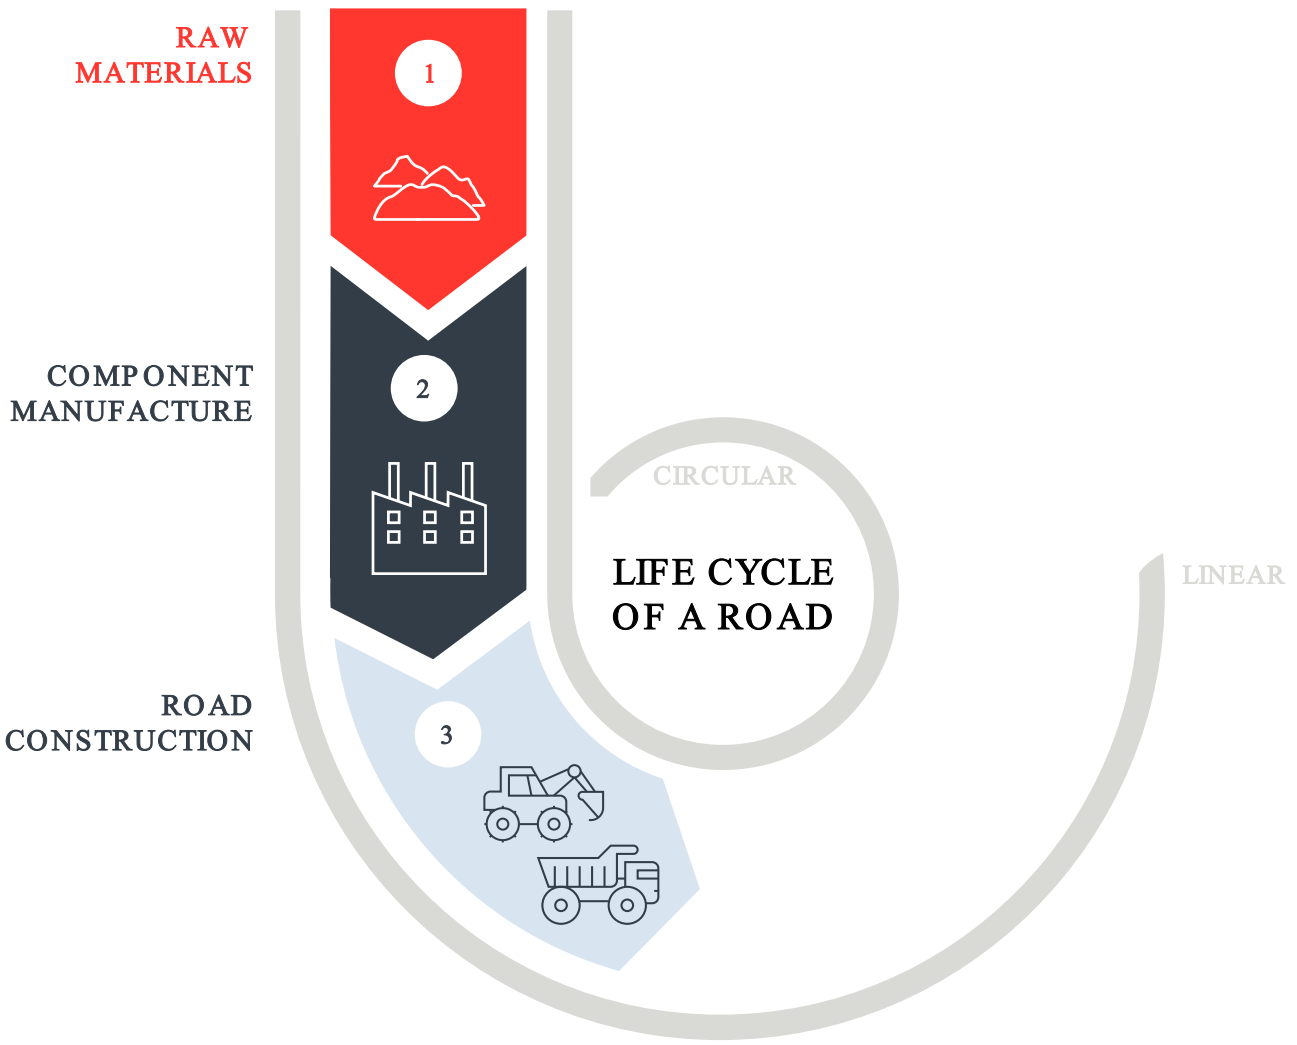 RAW
MATERIALS
1
COMPONENT
MANUFACTURE
2
CIRCULAR
LIFE CYCLE
OF A ROAD
LINEAR
ROAD
CONSTRUCTION
3